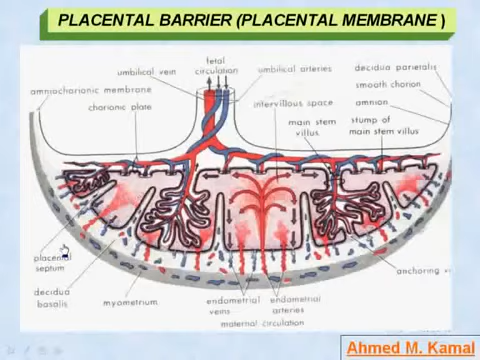 PLACENTAL BARRIER (PLACENTAL MEMBRANE )
fetal
circulation
umbilical vein
umbilical arteries
decidua parietalis
smooth chorion
amnion
amniochorionic membrane
chorionic plate
intervillous space
main stem
villus
stump of
main stem villus
placental
septum
decidua
basalis
myometrium
endometrial
veins
endometrial
arteries
maternal circulation
anchoring vi
Ahmed M. Kamal